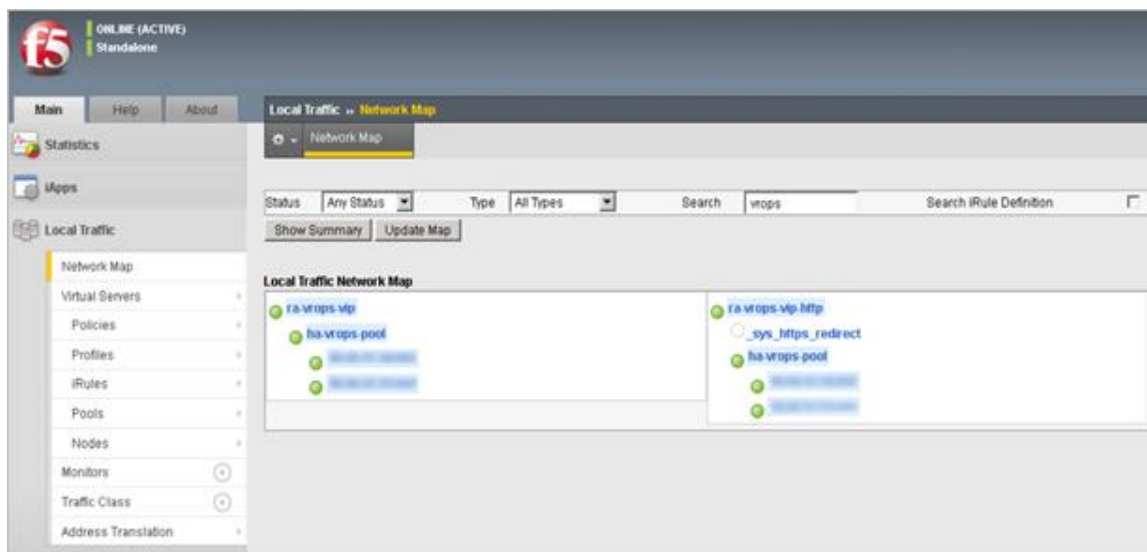 f5
ONLINE (ACTIVE)
Standalone
Main Help About
Statistics
iApps
Local Traffic
Network Map
Virtual Servers
Policies
Profiles
iRules
Pools
Nodes
Monitors
Traffic Class
Address Translation
Local Traffic » Network Map
Network Map
Status Any Status Type All Types Search vrops Search iRule Definition
Show Summary Update Map
Local Traffic Network Map
ra-vrops-vip
ha-vrops-pool
ra-vrops-vip-http
_sys_https_redirect
ha-vrops-pool